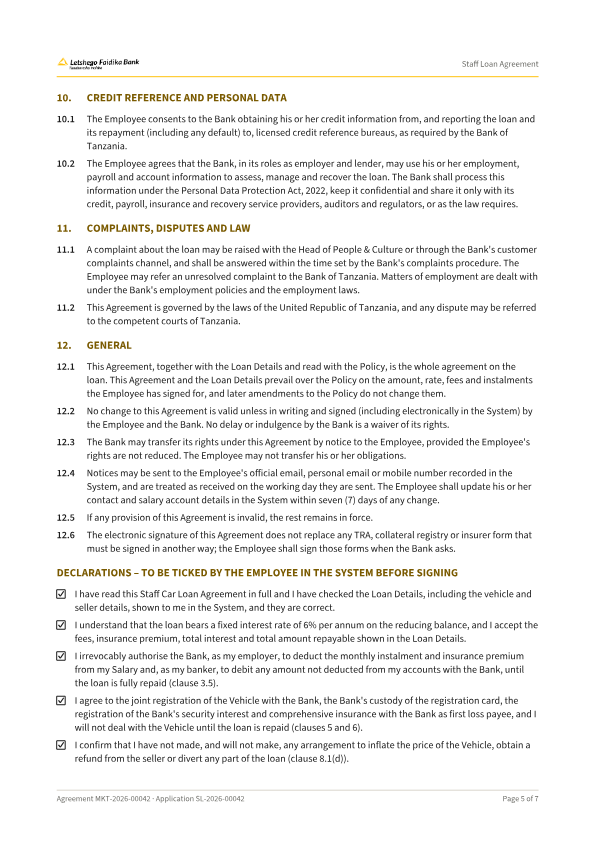 Letshego Faidika Bank
Staff Loan Agreement
10. CREDIT REFERENCE AND PERSONAL DATA
10.1 The Employee consents to the Bank obtaining his or her credit information from, and reporting the loan and
its repayment (including any default) to, licensed credit reference bureaus, as required by the Bank of
Tanzania.
10.2 The Employee agrees that the Bank, in its roles as employer and lender, may use his or her employment,
payroll and account information to assess, manage and recover the loan. The Bank shall process this
information under the Personal Data Protection Act, 2022, keep it confidential and share it only with its
credit, payroll, insurance and recovery service providers, auditors and regulators, or as the law requires.
11. COMPLAINTS, DISPUTES AND LAW
11.1 A complaint about the loan may be raised with the Head of People & Culture or through the Bank's customer
complaints channel, and shall be answered within the time set by the Bank's complaints procedure. The
Employee may refer an unresolved complaint to the Bank of Tanzania. Matters of employment are dealt with
under the Bank's employment policies and the employment laws.
11.2 This Agreement is governed by the laws of the United Republic of Tanzania, and any dispute may be referred
to the competent courts of Tanzania.
12. GENERAL
12.1 This Agreement, together with the Loan Details and read with the Policy, is the whole agreement on the
loan. This Agreement and the Loan Details prevail over the Policy on the amount, rate, fees and instalments
the Employee has signed for, and later amendments to the Policy do not change them.
12.2 No change to this Agreement is valid unless in writing and signed (including electronically in the System) by
the Employee and the Bank. No delay or indulgence by the Bank is a waiver of its rights.
12.3 The Bank may transfer its rights under this Agreement by notice to the Employee, provided the Employee's
rights are not reduced. The Employee may not transfer his or her obligations.
12.4 Notices may be sent to the Employee's official email, personal email or mobile number recorded in the
System, and are treated as received on the working day they are sent. The Employee shall update his or her
contact and salary account details in the System within seven (7) days of any change.
12.5 If any provision of this Agreement is invalid, the rest remains in force.
12.6 The electronic signature of this Agreement does not replace any TRA, collateral registry or insurer form that
must be signed in another way; the Employee shall sign those forms when the Bank asks.
DECLARATIONS – TO BE TICKED BY THE EMPLOYEE IN THE SYSTEM BEFORE SIGNING
I have read this Staff Car Loan Agreement in full and I have checked the Loan Details, including the vehicle and
seller details, shown to me in the System, and they are correct.
I understand that the loan bears a fixed interest rate of 6% per annum on the reducing balance, and I accept the
fees, insurance premium, total interest and total amount repayable shown in the Loan Details.
I irrevocably authorise the Bank, as my employer, to deduct the monthly instalment and insurance premium
from my Salary and, as my banker, to debit any amount not deducted from my accounts with the Bank, until
the loan is fully repaid (clause 3.5).
I agree to the joint registration of the Vehicle with the Bank, the Bank's custody of the registration card, the
registration of the Bank's security interest and comprehensive insurance with the Bank as first loss payee, and I
will not deal with the Vehicle until the loan is repaid (clauses 5 and 6).
I confirm that I have not made, and will not make, any arrangement to inflate the price of the Vehicle, obtain a
refund from the seller or divert any part of the loan (clause 8.1(d)).
Agreement MKT-2026-00042 · Application SL-2026-00042
Page 5 of 7